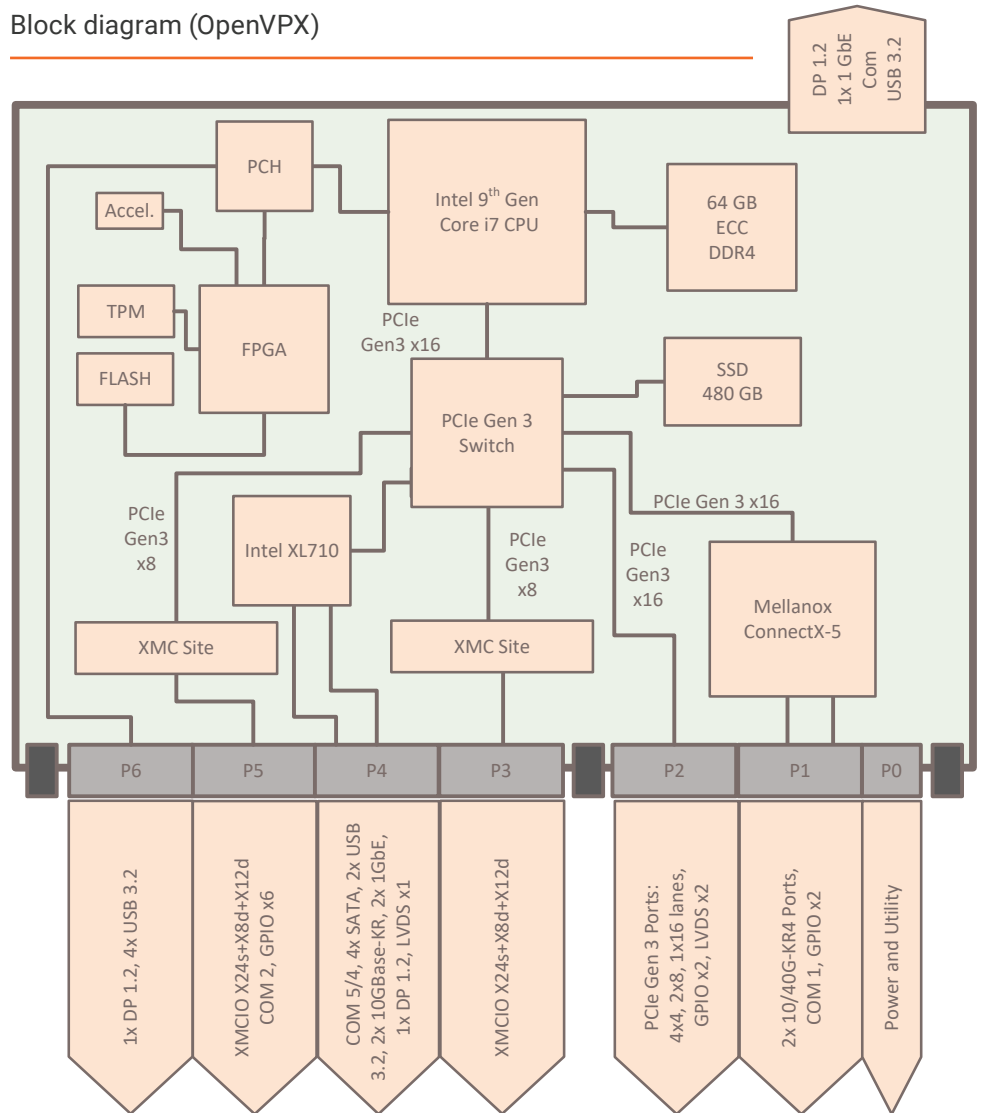 Block diagram (OpenVPX)
DP 1.2
1x 1 GbE
Com
USB 3.2
PCH
Intel 9th Gen
Core i7 CPU
64 GB
ECC
DDR4
Accel.
TPM
FPGA
FLASH
PCIe
Gen3 x16
SSD
480 GB
PCIe Gen 3
Switch
PCIe
Gen3
x8
Intel XL710
PCIe
Gen3
x8
PCIe
Gen3
x16
PCIe Gen 3 x16
Mellanox
ConnectX-5
XMC Site
XMC Site
P6
P5
P4
P3
P2
P1
P0
1x DP 1.2, 4x USB 3.2
XMCIO X24s+X8d+X12d
COM 2, GPIO x6
COM 5/4, 4x SATA, 2x USB
3.2, 2x 10GBase-KR, 2x 1GbE,
1x DP 1.2, LVDS x1
XMCIO X24s+X8d+X12d
PCIe Gen 3 Ports:
4x4, 2x8, 1x16 lanes,
GPIO x2, LVDS x2
2x 10/40G-KR4 Ports,
COM 1, GPIO x2
Power and Utility